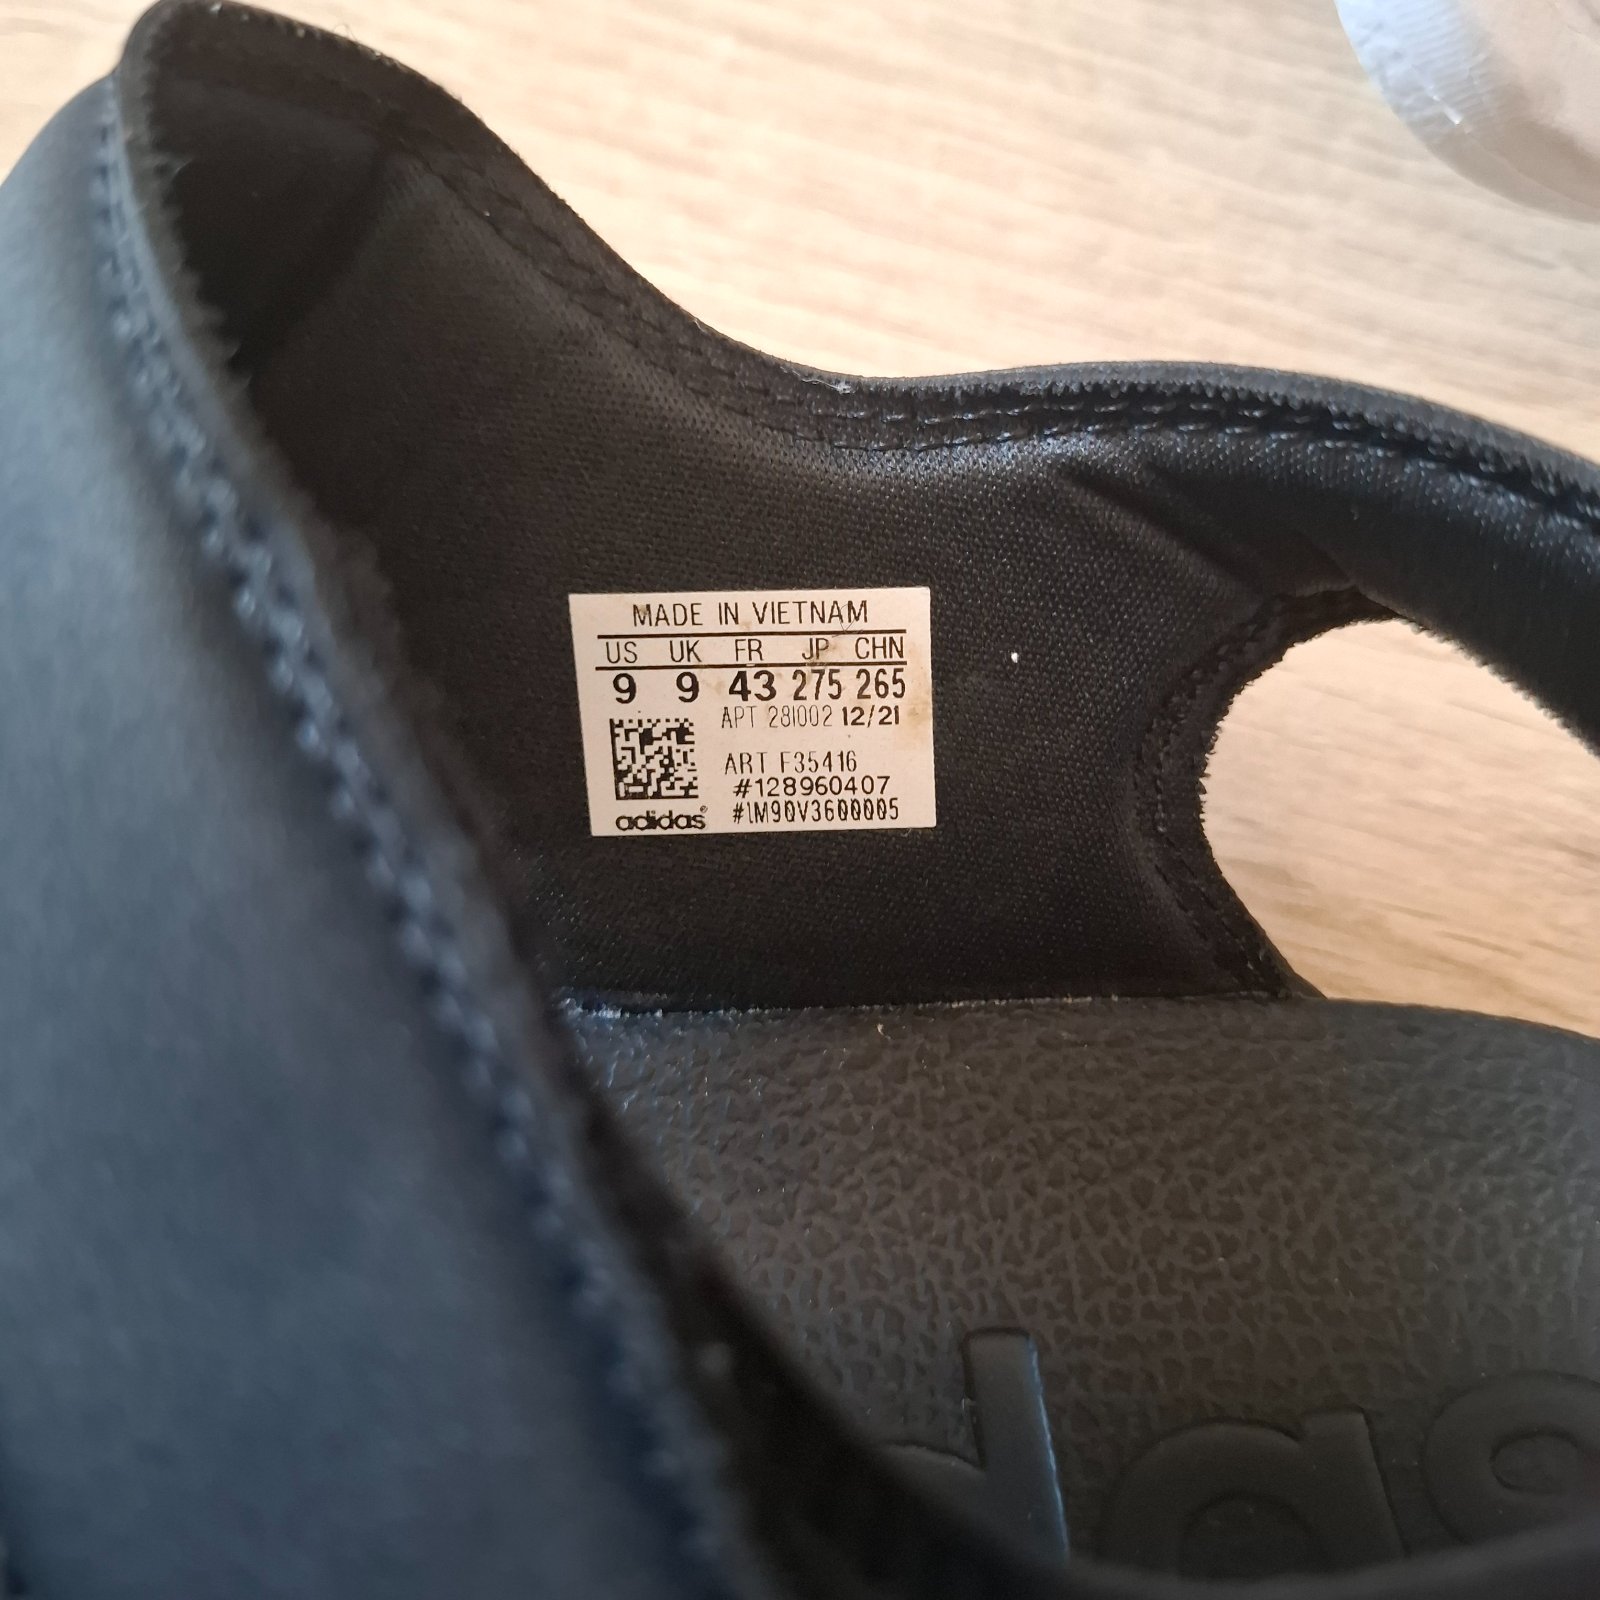 MADE IN VIETNAM
US UK FR JP CHN
9 9 43 275 265
APT 281002 12/21
ART F35416
#128960407
adidas®